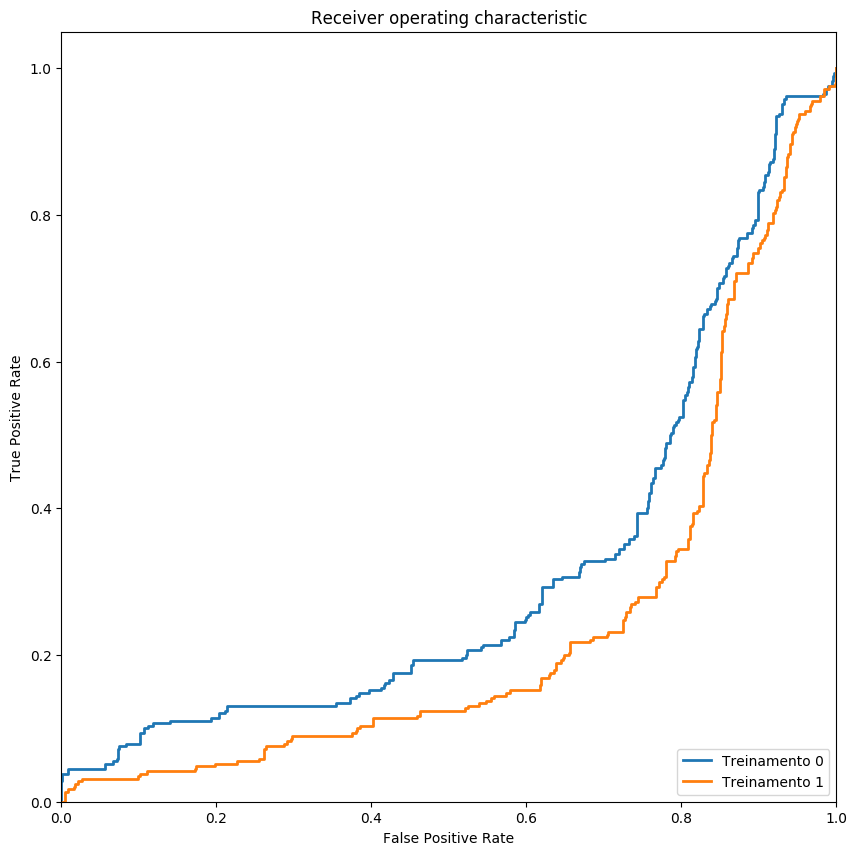 Receiver operating characteristic
1.0
0.8
0.6
0.4
0.2
0.0
True Positive Rate
0.0 0.2 0.4 0.6 0.8 1.0
False Positive Rate
Treinamento 0
Treinamento 1